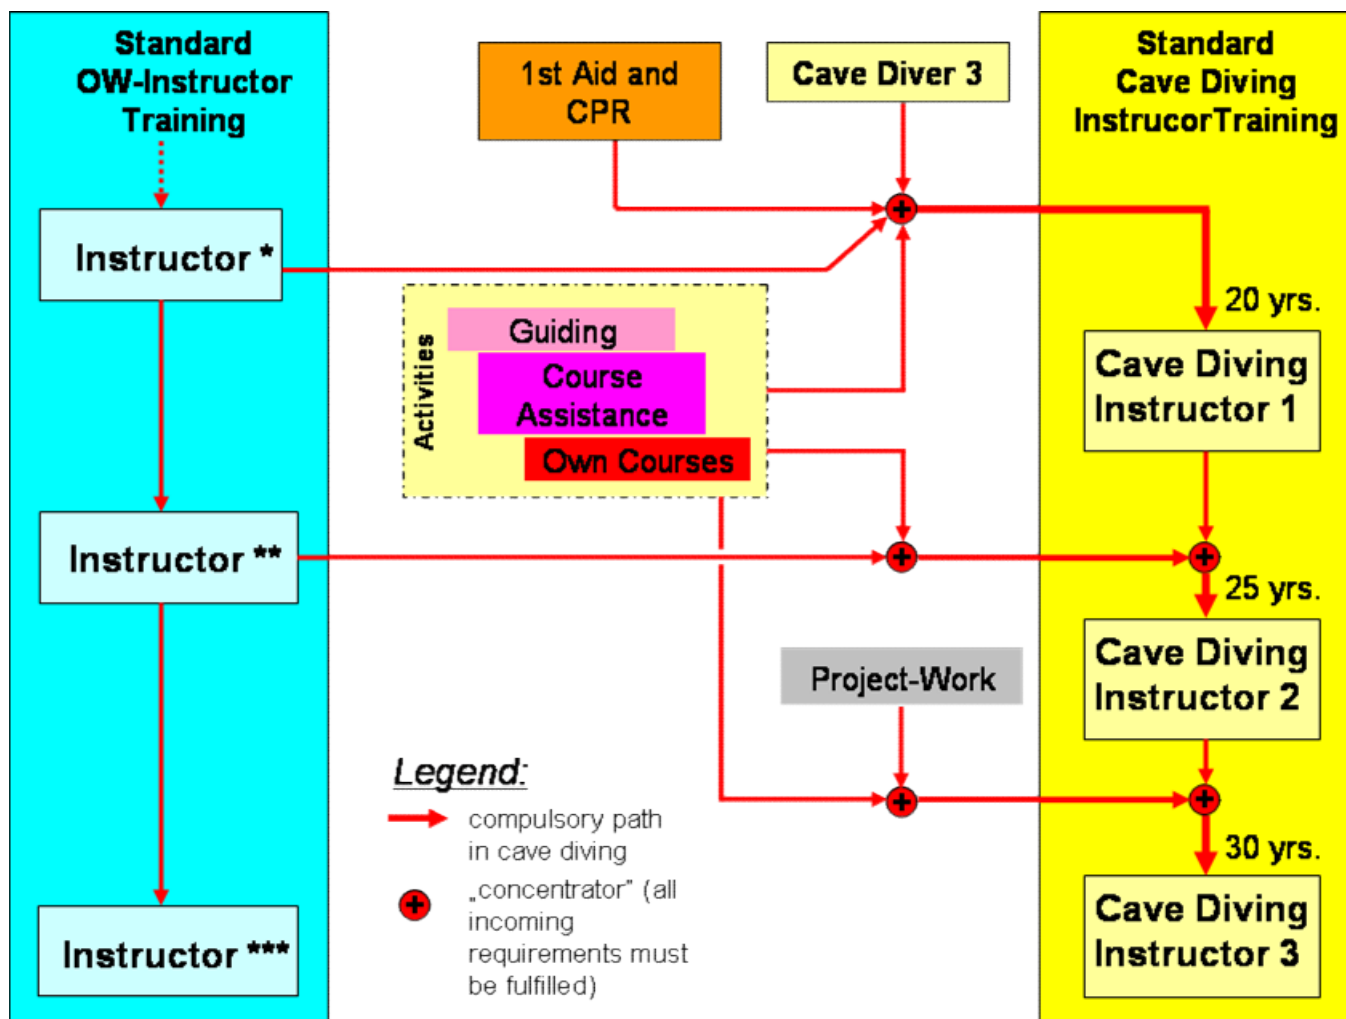 Standard
OW-Instructor
Training
Instructor *
Instructor **
Instructor ***
1st Aid and
CPR
Cave Diver 3
Activities
Guiding
Course
Assistance
Own Courses
Project-Work
Legend:
compulsory path
in cave diving
„concentrator" (all
incoming
requirements must
be fulfilled)
Standard
Cave Diving
InstrucorTraining
20 yrs.
Cave Diving
Instructor 1
25 yrs.
Cave Diving
Instructor 2
30 yrs.
Cave Diving
Instructor 3